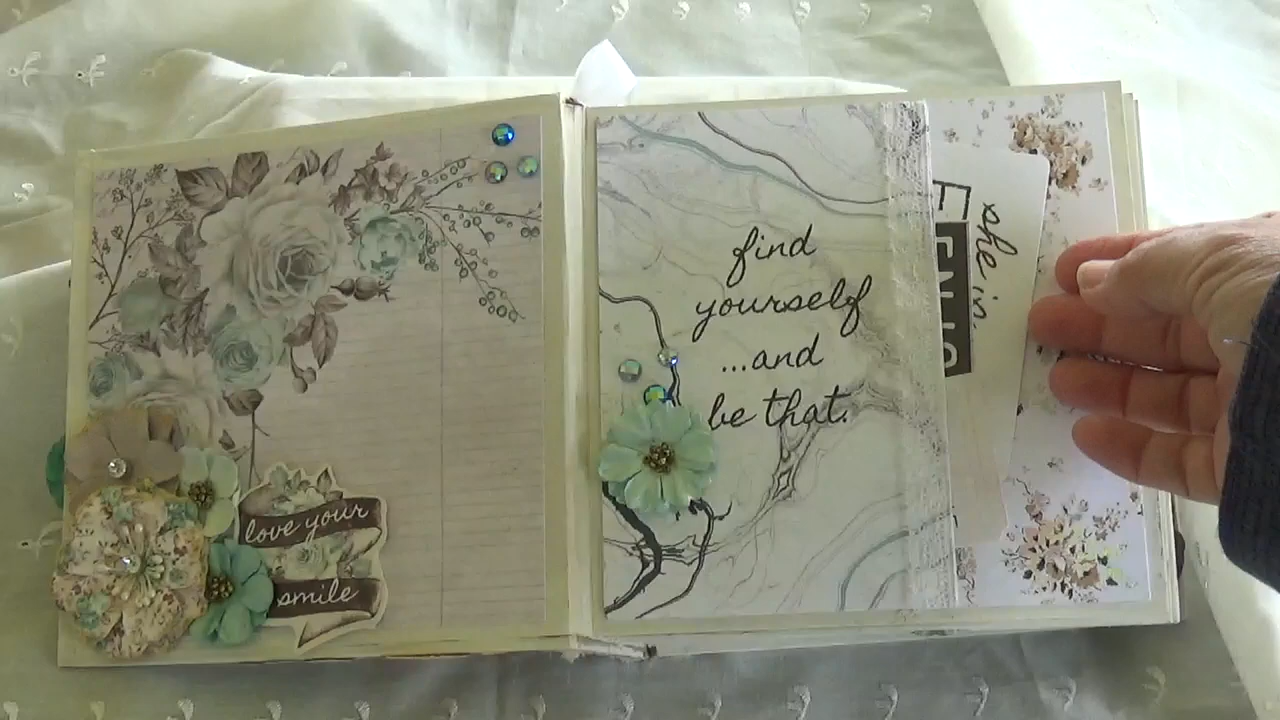 love your
smile
find
yourself
...and
be that.
she is